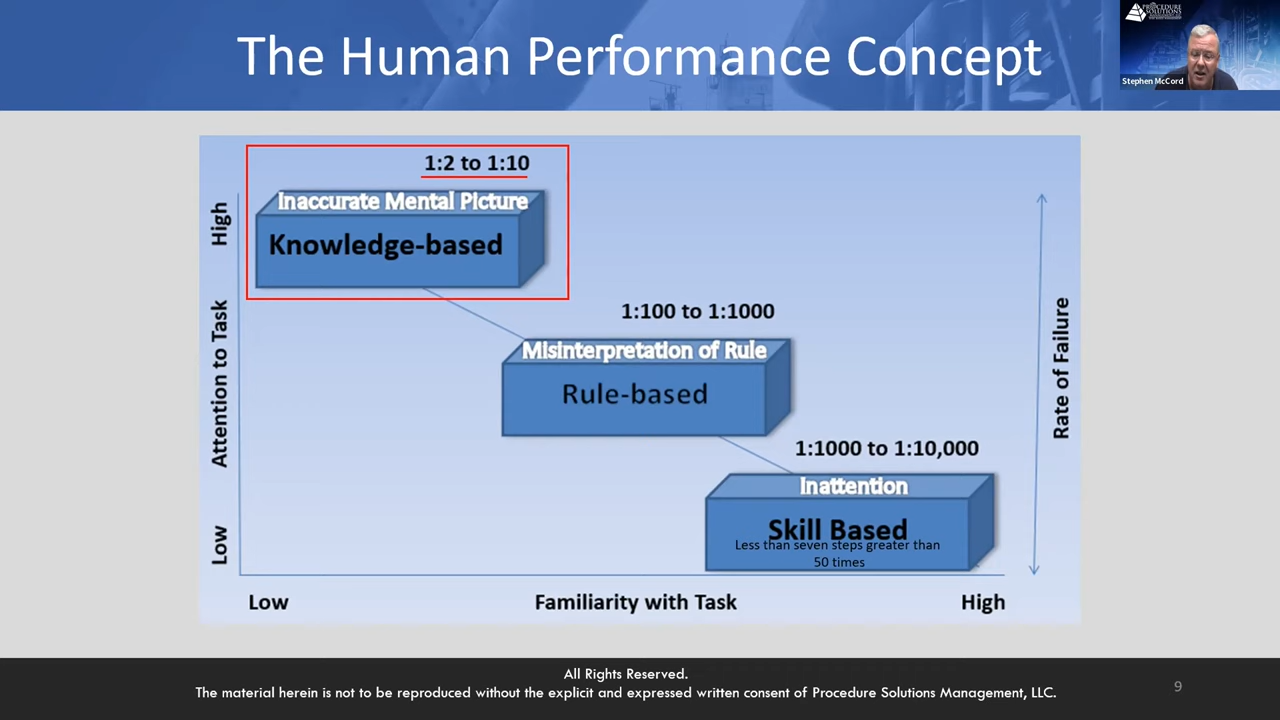 The Human Performance Concept
PROCEDURE
SOLUTIONS
Stephen McCord
1:2 to 1:10
Inaccurate Mental Picture
Knowledge-based
1:100 to 1:1000
Misinterpretation of Rule
Rule-based
1:1000 to 1:10,000
Inattention
Skill Based
Less than seven steps greater than
50 times
High
Attention to Task
Low
Rate of Failure
Low
Familiarity with Task
High
All Rights Reserved.
The material herein is not to be reproduced without the explicit and expressed written consent of Procedure Solutions Management, LLC.
9